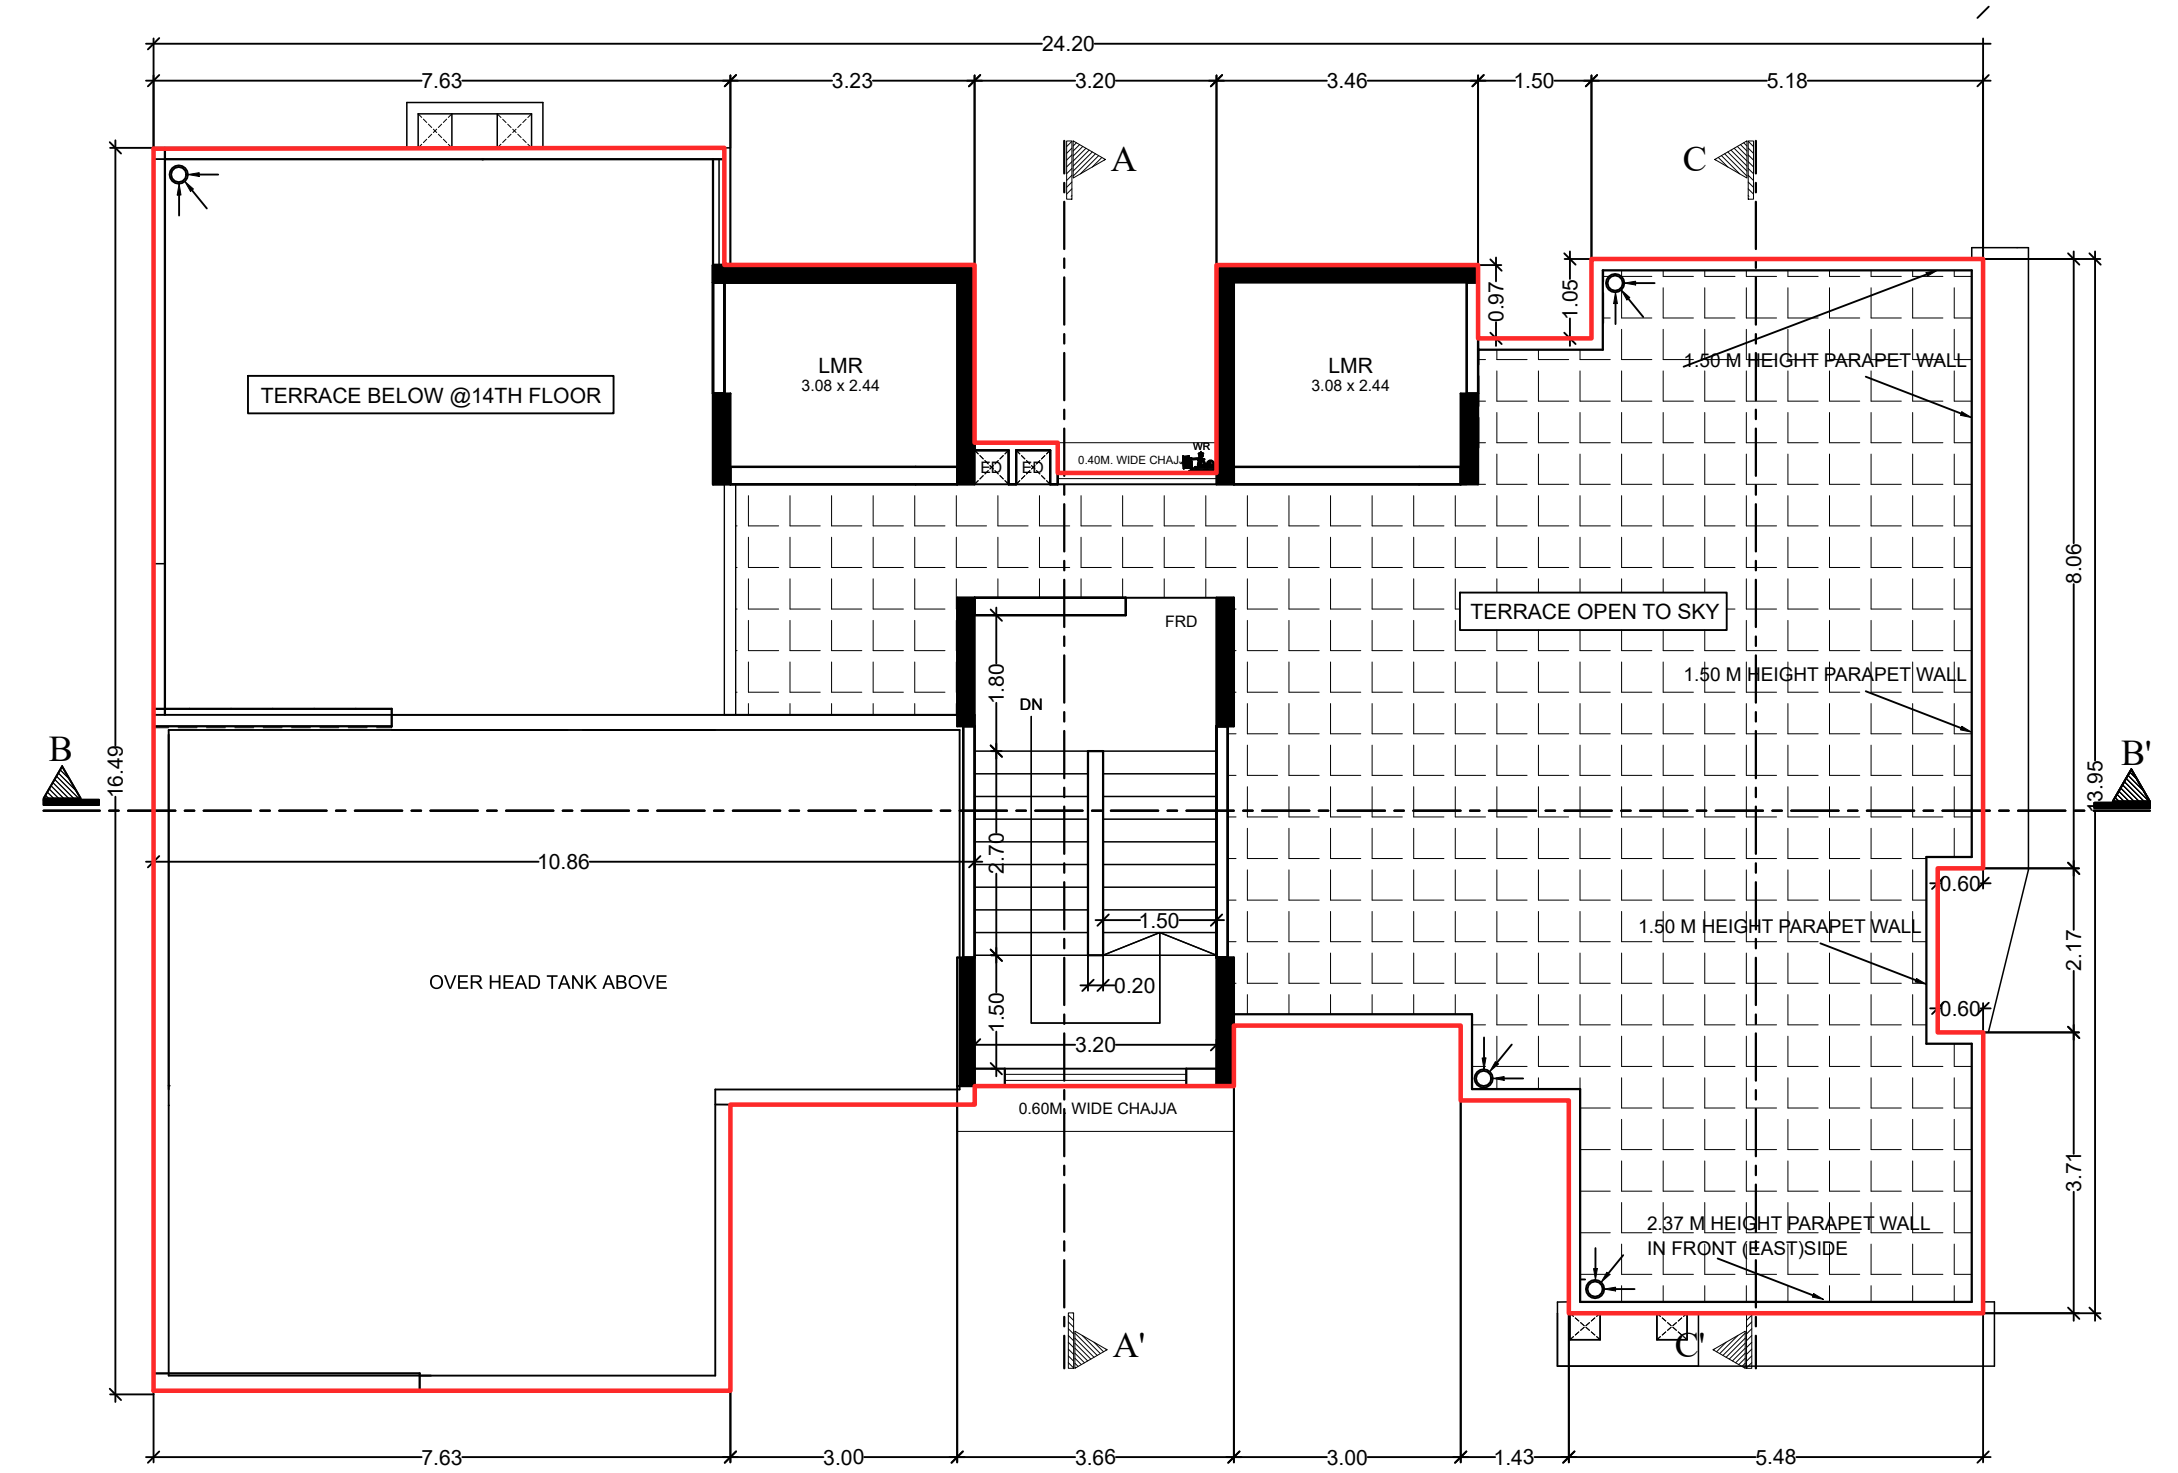 24.20
7.63
3.23
3.20
3.46
1.50
5.18
A
C
0.97
1.05
1.50 M HEIGHT PARAPET WALL
LMR
3.08 x 2.44
LMR
3.08 x 2.44
TERRACE BELOW @14TH FLOOR
WR
0.40M. WIDE CHAJJ
ED
ED
8.06
TERRACE OPEN TO SKY
FRD
1.80
1.50 M HEIGHT PARAPET WALL
DN
B
16.49
B'
3.95
10.86
2.70
0.60
1.50
1.50 M HEIGHT PARAPET WALL
2.17
OVER HEAD TANK ABOVE
0.20
1.50
0.60
3.20
0.60M. WIDE CHAJJA
3.71
2.37 M HEIGHT PARAPET WALL
IN FRONT (EAST)SIDE
A'
C'
7.63
3.00
3.66
3.00
1.43
5.48